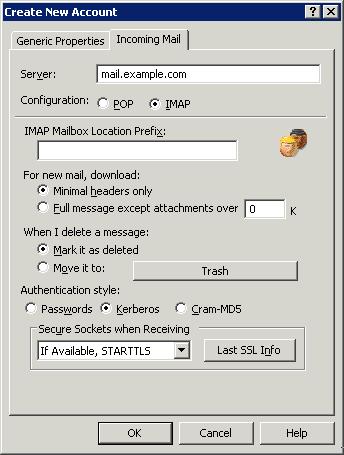 Create New Account
Generic Properties Incoming Mail
Server: mail.example.com
Configuration: POP IMAP
IMAP Mailbox Location Prefix:
For new mail, download:
Minimal headers only
Full message except attachments over 0 K
When I delete a message:
Mark it as deleted
Move it to: Trash
Authentication style:
Passwords Kerberos Cram-MD5
Secure Sockets when Receiving
If Available, STARTTLS Last SSL Info
OK Cancel Help